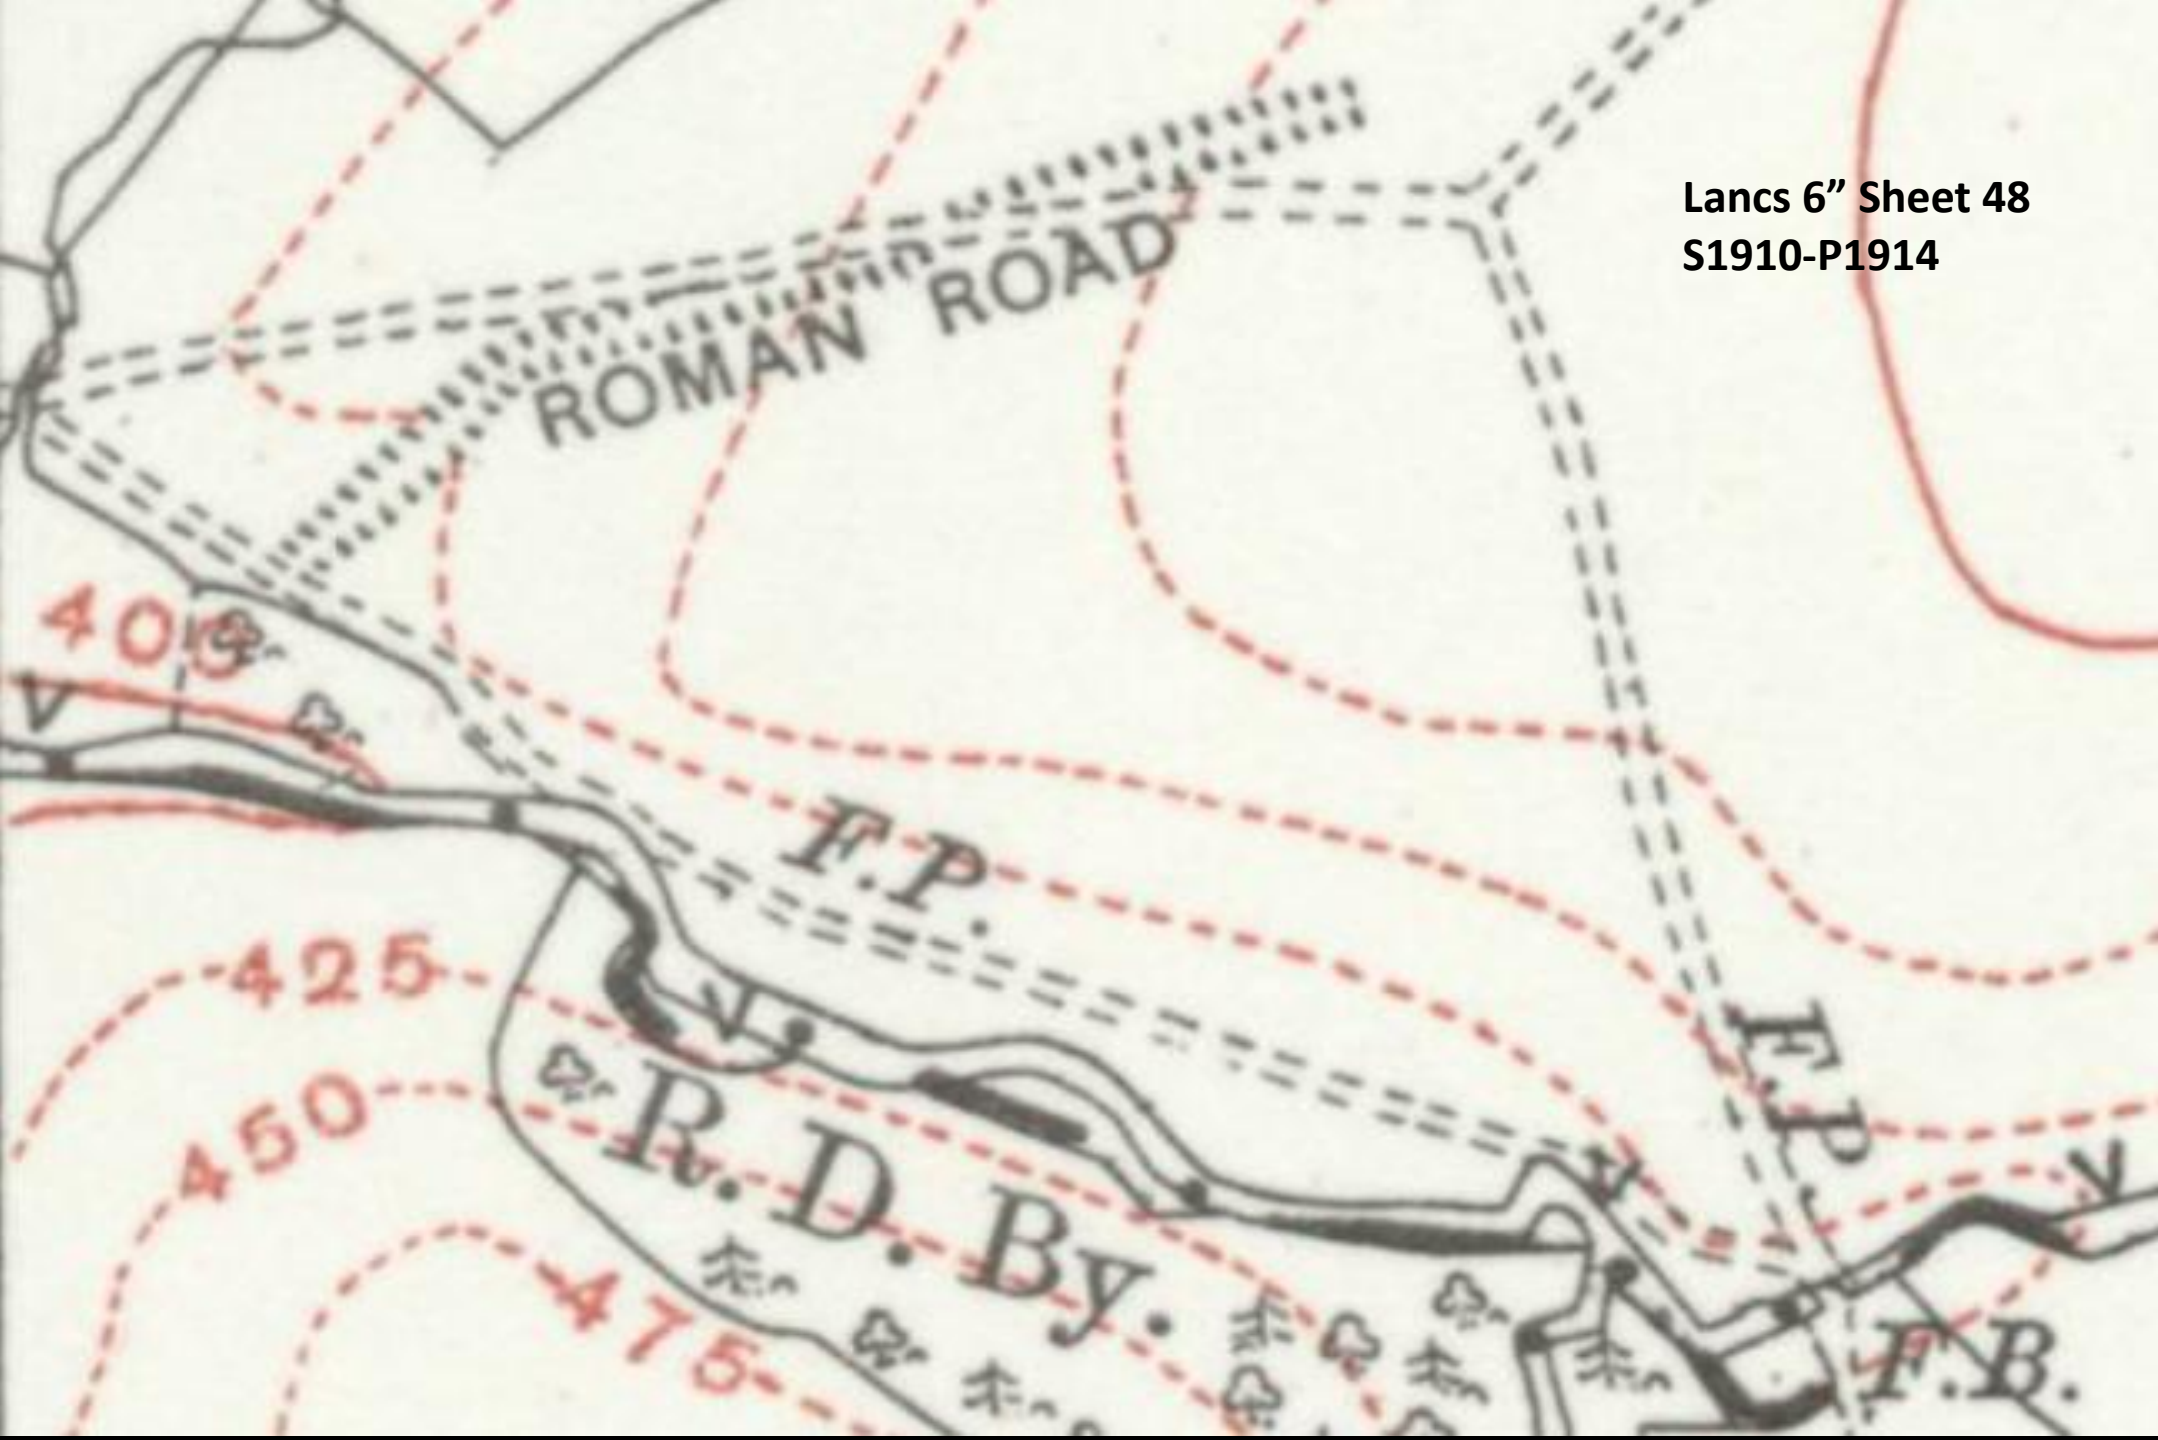 Lancs 6” Sheet 48
S1910-P1914
ROMAN ROAD
400
F.P.
425
F.P.
450
R. D. By.
475
F.B.